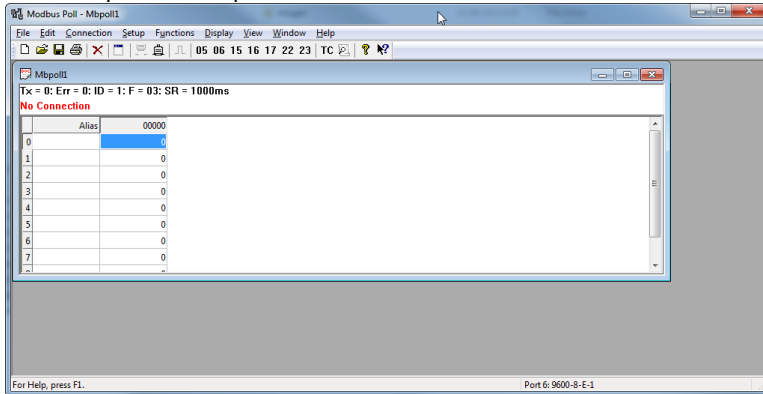 Modbus Poll - Mbpoll1
File Edit Connection Setup Functions Display View Window Help
05 06 15 16 17 22 23 TC
Mbpoll1
Tx = 0: Err = 0: ID = 1: F = 03: SR = 1000ms
No Connection
Alias 00000
0 0
1 0
2 0
3 0
4 0
5 0
6 0
7 0
For Help, press F1. Port 6: 9600-8-E-1